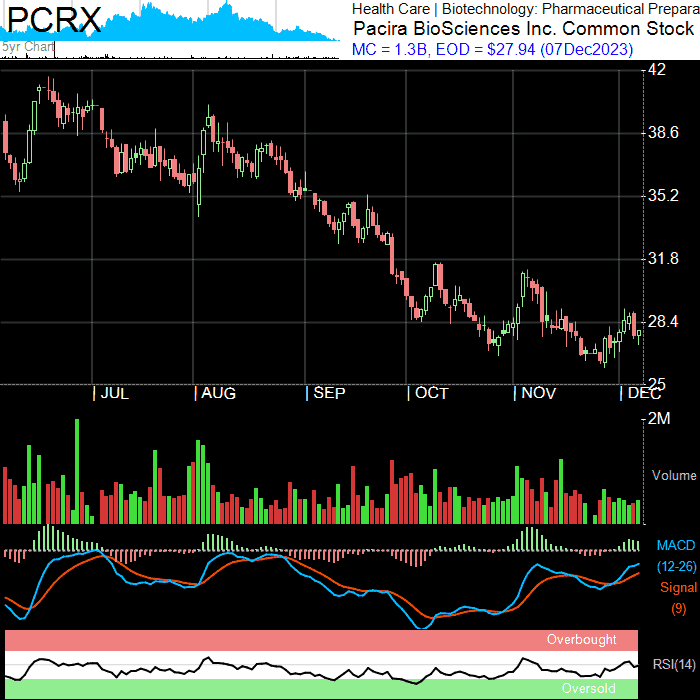 PCRX
Health Care | Biotechnology: Pharmaceutical Prepara
Pacira BioSciences Inc. Common Stock
5yr Chart
MC = 1.3B, EOD = $27.94 (07Dec2023)
42
38.6
35.2
31.8
28.4
25
| JUL | AUG | SEP | OCT | NOV | DEC
2M
Volume
MACD
(12-26)
Signal
(9)
Overbought
RSI(14)
Oversold